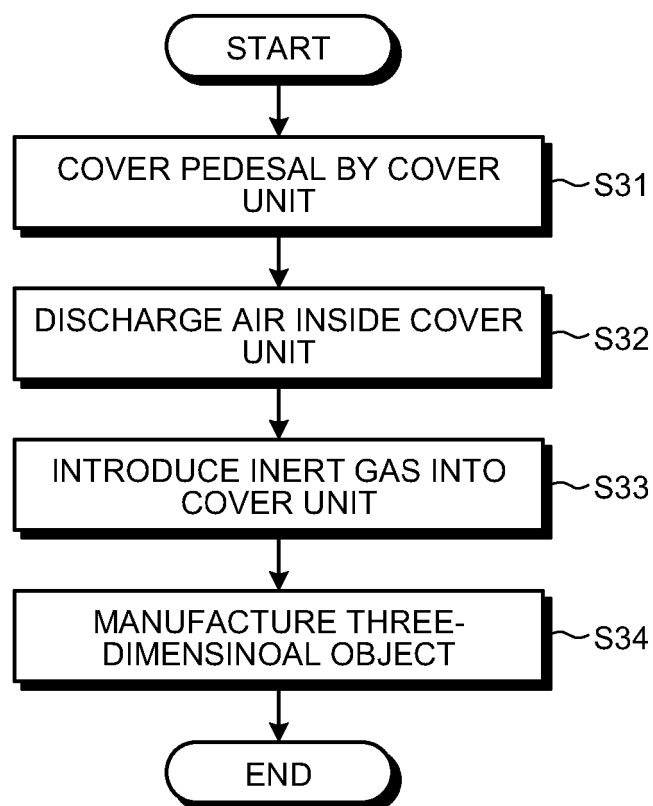 START
COVER PEDESAL BY COVER
UNIT
S31
DISCHARGE AIR INSIDE COVER
UNIT
S32
INTRODUCE INERT GAS INTO
COVER UNIT
S33
MANUFACTURE THREE-
DIMENSINOAL OBJECT
S34
END